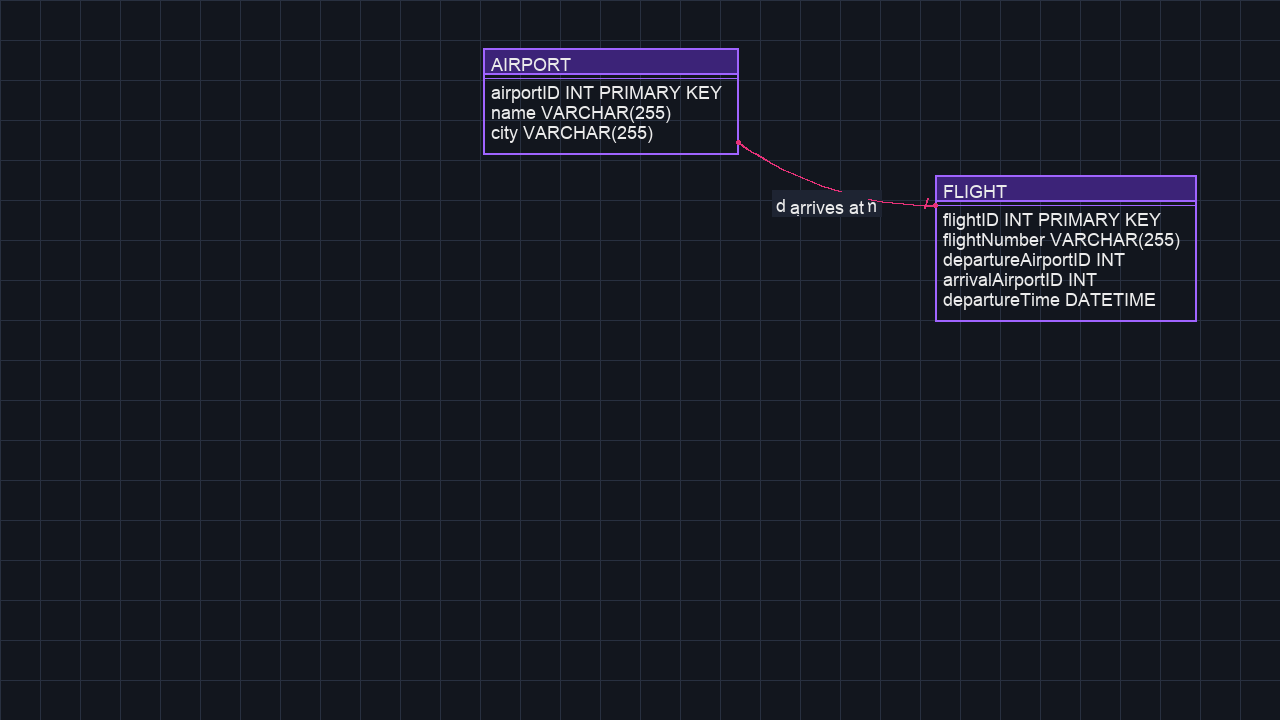 AIRPORT
airportID INT PRIMARY KEY
name VARCHAR(255)
city VARCHAR(255)
arrives at
FLIGHT
flightID INT PRIMARY KEY
flightNumber VARCHAR(255)
departureAirportID INT
arrivalAirportID INT
departureTime DATETIME